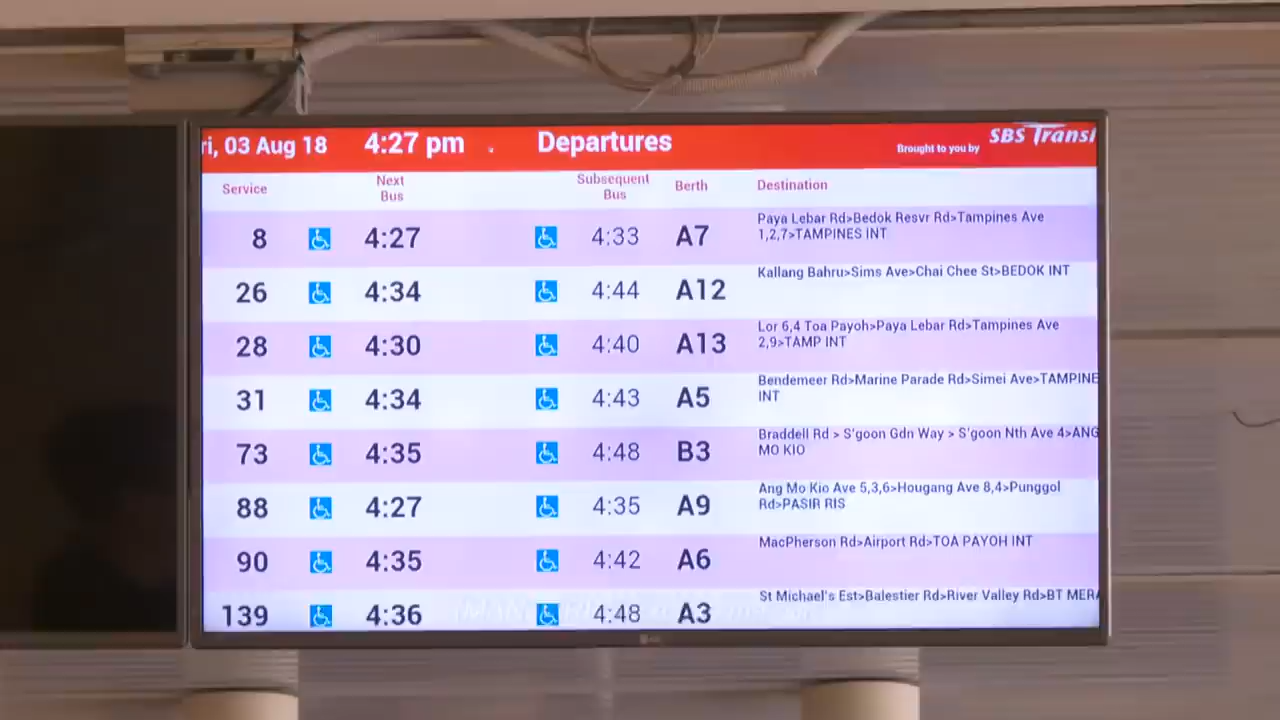 ri, 03 Aug 18 4:27 pm Departures Brought to you by SBS Transi
Service Next Bus Subsequent Bus Berth Destination
8 4:27 4:33 A7 Paya Lebar Rd>Bedok Resvr Rd>Tampines Ave
1,2,7>TAMPINES INT
26 4:34 4:44 A12 Kallang Bahru>Sims Ave>Chai Chee St>BEDOK INT
28 4:30 4:40 A13 Lor 6,4 Toa Payoh>Paya Lebar Rd>Tampines Ave
2,9>TAMP INT
31 4:34 4:43 A5 Bendemeer Rd>Marine Parade Rd>Simei Ave>TAMPINE
INT
73 4:35 4:48 B3 Braddell Rd > S'goon Gdn Way > S'goon Nth Ave 4>ANG
MO KIO
88 4:27 4:35 A9 Ang Mo Kio Ave 5,3,6>Hougang Ave 8,4>Punggol
Rd>PASIR RIS
90 4:35 4:42 A6 MacPherson Rd>Airport Rd>TOA PAYOH INT
139 4:36 4:48 A3 St Michael's Est>Balestier Rd>River Valley Rd>BT MERA